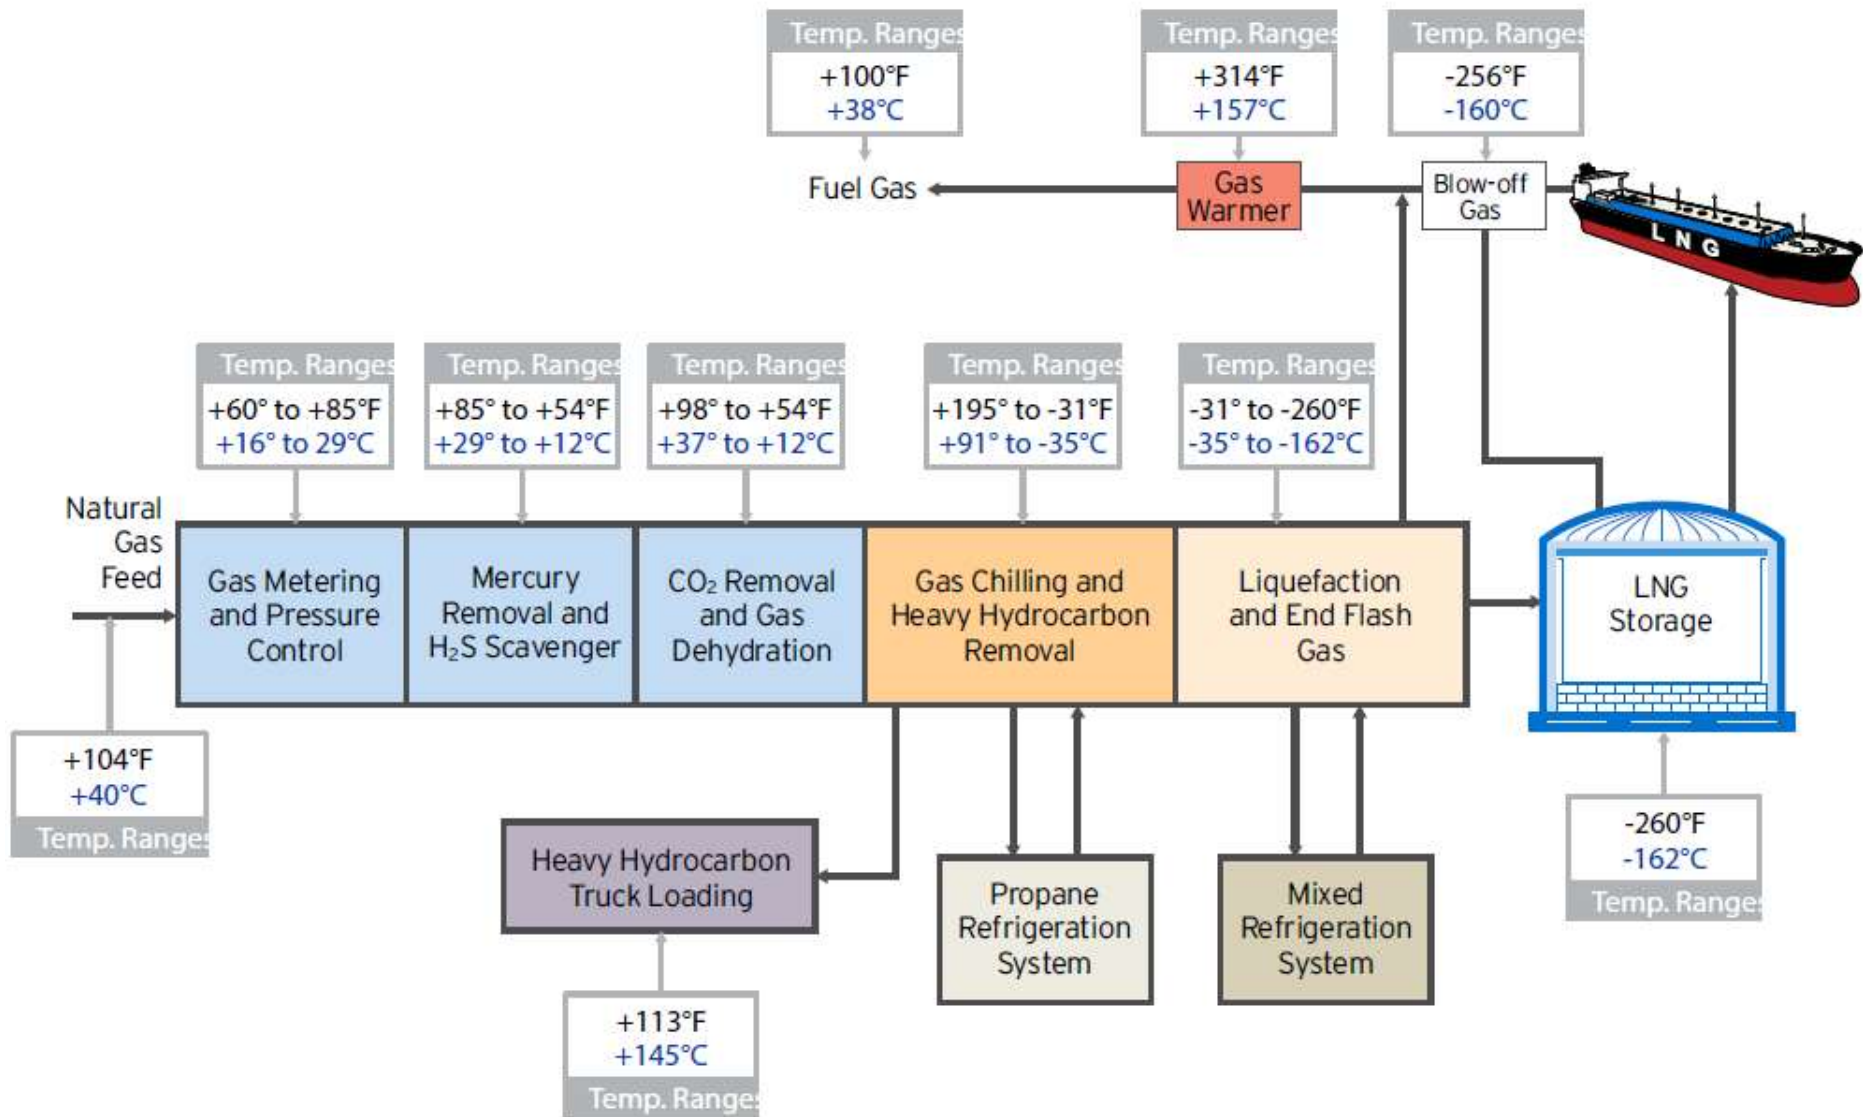 Temp. Ranges
+100°F
+38°C
Temp. Ranges
+314°F
+157°C
Temp. Ranges
-256°F
-160°C
Fuel Gas
Gas
Warmer
Blow-off
Gas
LNG
Temp. Ranges
+60° to +85°F
+16° to 29°C
Temp. Ranges
+85° to +54°F
+29° to +12°C
Temp. Ranges
+98° to +54°F
+37° to +12°C
Temp. Ranges
+195° to -31°F
+91° to -35°C
Temp. Ranges
-31° to -260°F
-35° to -162°C
Natural
Gas
Feed
Gas Metering
and Pressure
Control
Mercury
Removal and
H₂S Scavenger
CO₂ Removal
and Gas
Dehydration
Gas Chilling and
Heavy Hydrocarbon
Removal
Liquefaction
and End Flash
Gas
LNG
Storage
+104°F
+40°C
Temp. Ranges
Heavy Hydrocarbon
Truck Loading
Propane
Refrigeration
System
Mixed
Refrigeration
System
-260°F
-162°C
Temp. Ranges
+113°F
+145°C
Temp. Ranges